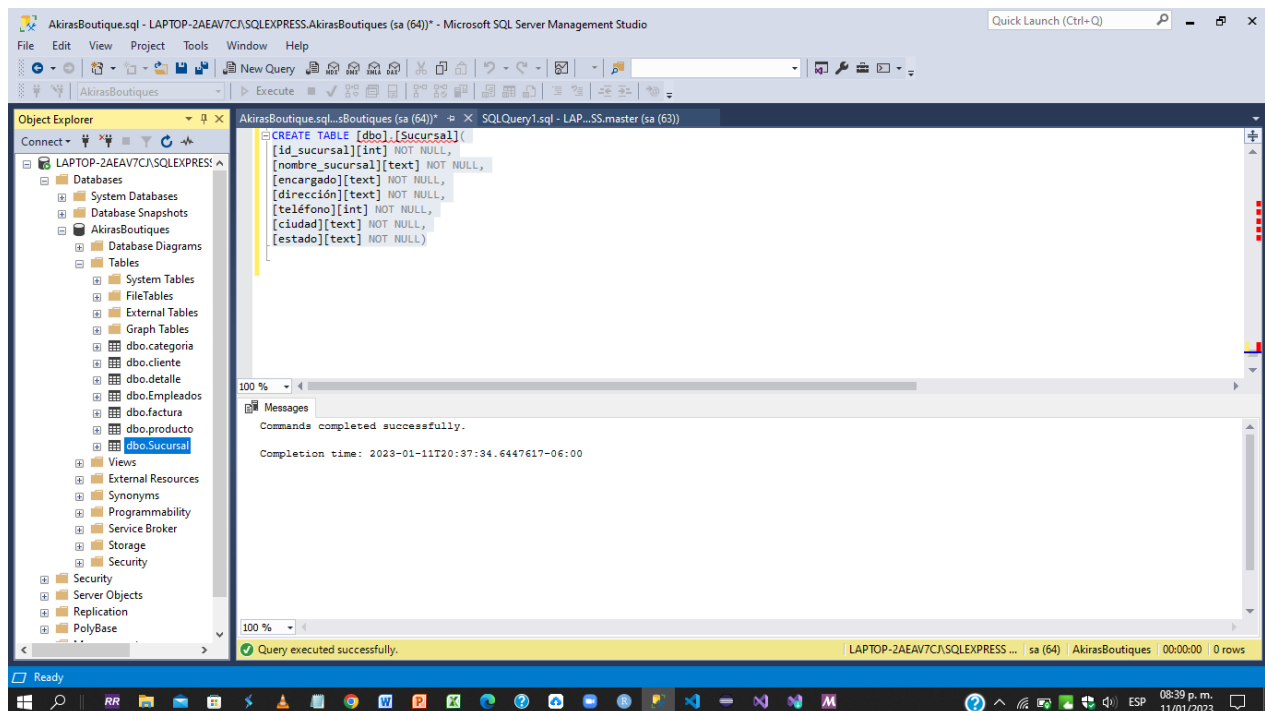 AkirasBoutique.sql - LAPTOP-2AEAV7CJ\SQLEXPRESS.AkirasBoutiques (sa (64))* - Microsoft SQL Server Management Studio
Quick Launch (Ctrl+Q)
File Edit View Project Tools Window Help
New Query MDX DMX XMLA DAX
AkirasBoutiques Execute
Object Explorer
AkirasBoutique.sql...sBoutiques (sa (64))* SQLQuery1.sql - LAP...SS.master (sa (63))
Connect
LAPTOP-2AEAV7CJ\SQLEXPRES
Databases
System Databases
Database Snapshots
AkirasBoutiques
Database Diagrams
Tables
System Tables
FileTables
External Tables
Graph Tables
dbo.categoria
dbo.cliente
dbo.detalle
dbo.Empleados
dbo.factura
dbo.producto
dbo.Sucursal
Views
External Resources
Synonyms
Programmability
Service Broker
Storage
Security
Security
Server Objects
Replication
PolyBase
CREATE TABLE [dbo].[Sucursal](
[id_sucursal][int] NOT NULL,
[nombre_sucursal][text] NOT NULL,
[encargado][text] NOT NULL,
[dirección][text] NOT NULL,
[teléfono][int] NOT NULL,
[ciudad][text] NOT NULL,
[estado][text] NOT NULL)
100 %
Messages
Commands completed successfully.
Completion time: 2023-01-11T20:37:34.6447617-06:00
100 %
Query executed successfully. LAPTOP-2AEAV7CJ\SQLEXPRESS ... sa (64) AkirasBoutiques 00:00:00 0 rows
Ready
RR ESP 08:39 p. m.
11/01/2023